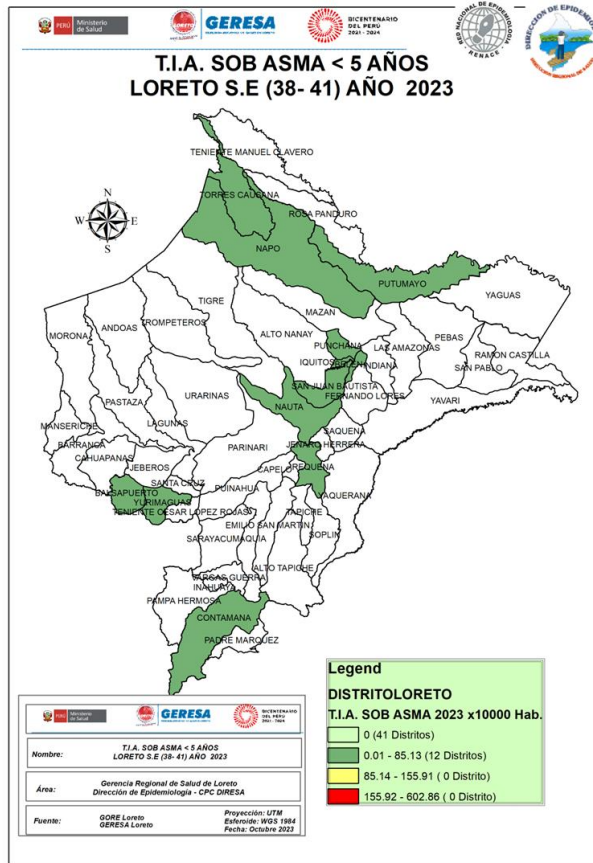 PERÚ Ministerio de Salud
GERESA
BICENTENARIO DEL PERÚ 2021 - 2024
RED NACIONAL DE EPIDEMIOLOGÍA
RENACE
T.I.A. SOB ASMA < 5 AÑOS
LORETO S.E (38- 41) AÑO 2023
N
W E
S
TENIENTE MANUEL CLAVERO
TORRES CAUSANA
ROSA PANDURO
NAPO
PUTUMAYO
YAGUAS
TIGRE
MAZAN
ANDOAS
TROMPETEROS
MORONA
ALTO NANAY
PUNCHANA
LAS AMAZONAS
PEBAS
RAMON CASTILLA
SAN PABLO
IQUITOS
INDIANA
SAN JUAN BAUTISTA
FERNANDO LORES
YAVARI
PASTAZA
URARINAS
NAUTA
MANSERICHE
LAGUNAS
SAQUENA
BARRANCA
PARINARI
JENARO HERRERA
CAHUAPANAS
JEBEROS
CAPELO
REQUENA
SANTA CRUZ
PUINAHUA
YAQUERANA
BALSAPUERTO
YURIMAGUAS
TENIENTE CESAR LOPEZ ROJAS
TAPICHE
EMILIO SAN MARTIN
SOPLIN
SARAYACU
MAQUIA
ALTO TAPICHE
VARGAS GUERRA
INAHUAYA
PAMPA HERMOSA
CONTAMANA
PADRE MARQUEZ
Legend
DISTRITOLORETO
T.I.A. SOB ASMA 2023 x10000 Hab.
0 (41 Distritos)
0.01 - 85.13 (12 Distritos)
85.14 - 155.91 ( 0 Distrito)
155.92 - 602.86 ( 0 Distrito)
PERÚ Ministerio de Salud
GERESA
BICENTENARIO DEL PERÚ 2021 - 2024
Nombre: T.I.A. SOB ASMA < 5 AÑOS
LORETO S.E (38- 41) AÑO 2023
Área: Gerencia Regional de Salud de Loreto
Dirección de Epidemiología - CPC DIRESA
Fuente: GORE Loreto
GERESA Loreto
Proyección: UTM
Esferoide: WGS 1984
Fecha: Octubre 2023